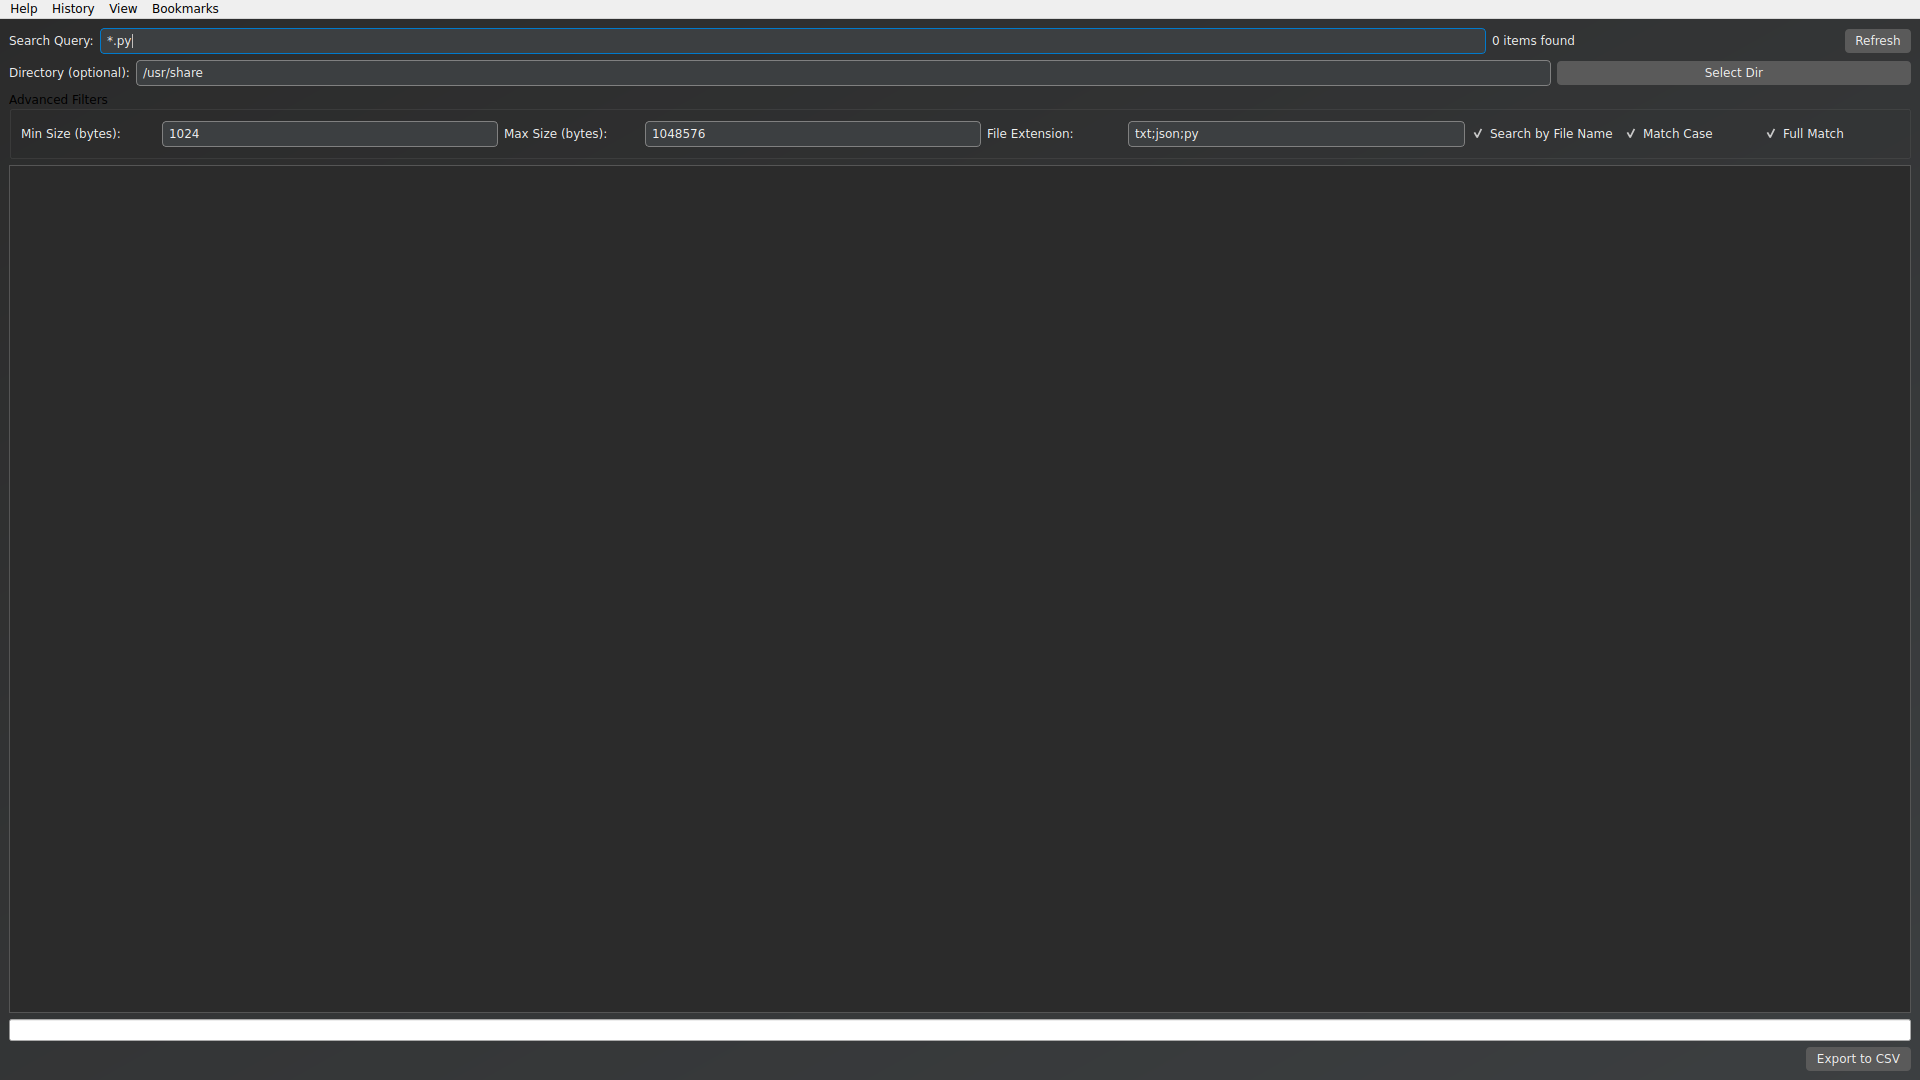 Help History View Bookmarks
Search Query: *.py 0 items found Refresh
Directory (optional): /usr/share Select Dir
Advanced Filters
Min Size (bytes): 1024 Max Size (bytes): 1048576 File Extension: txt;json;py ✓ Search by File Name ✓ Match Case ✓ Full Match
Export to CSV